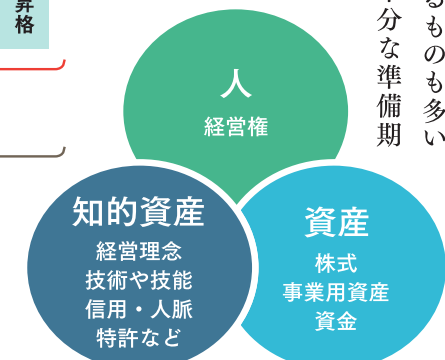 るものも多い
分な準備期
昇格
人
経営権
知的資産
経営理念
技術や技能
信用・人脈
特許など
資産
株式
事業用資産
資金